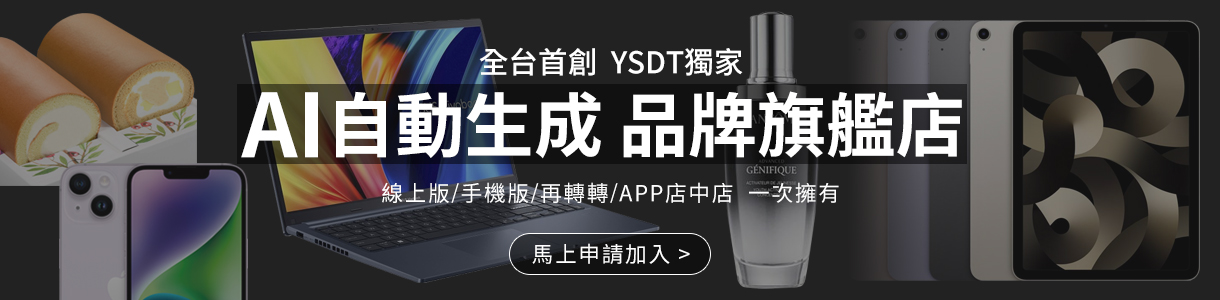 全台首創 YSDT獨家
AI自動生成 品牌旗艦店
GÉNIFIQUE
線上版/手機版/再轉轉/APP店中店 一次擁有
馬上申請加入 >